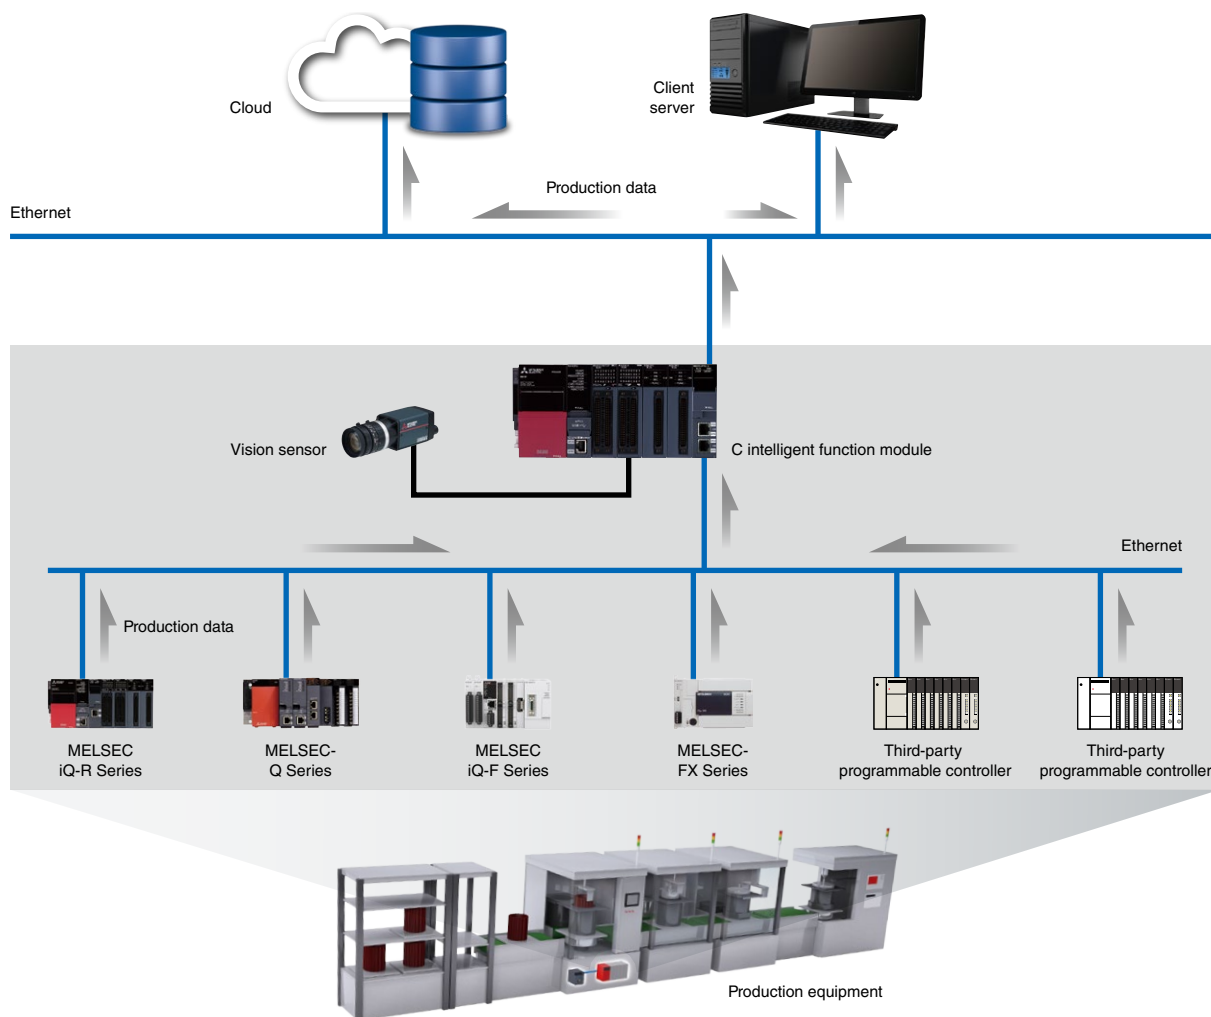 Cloud
Client
server
Production data
Ethernet
Vision sensor
C intelligent function module
Ethernet
Production data
MELSEC
iQ-R Series
MELSEC-
Q Series
MELSEC
iQ-F Series
MELSEC-
FX Series
Third-party
programmable controller
Third-party
programmable controller
Production equipment